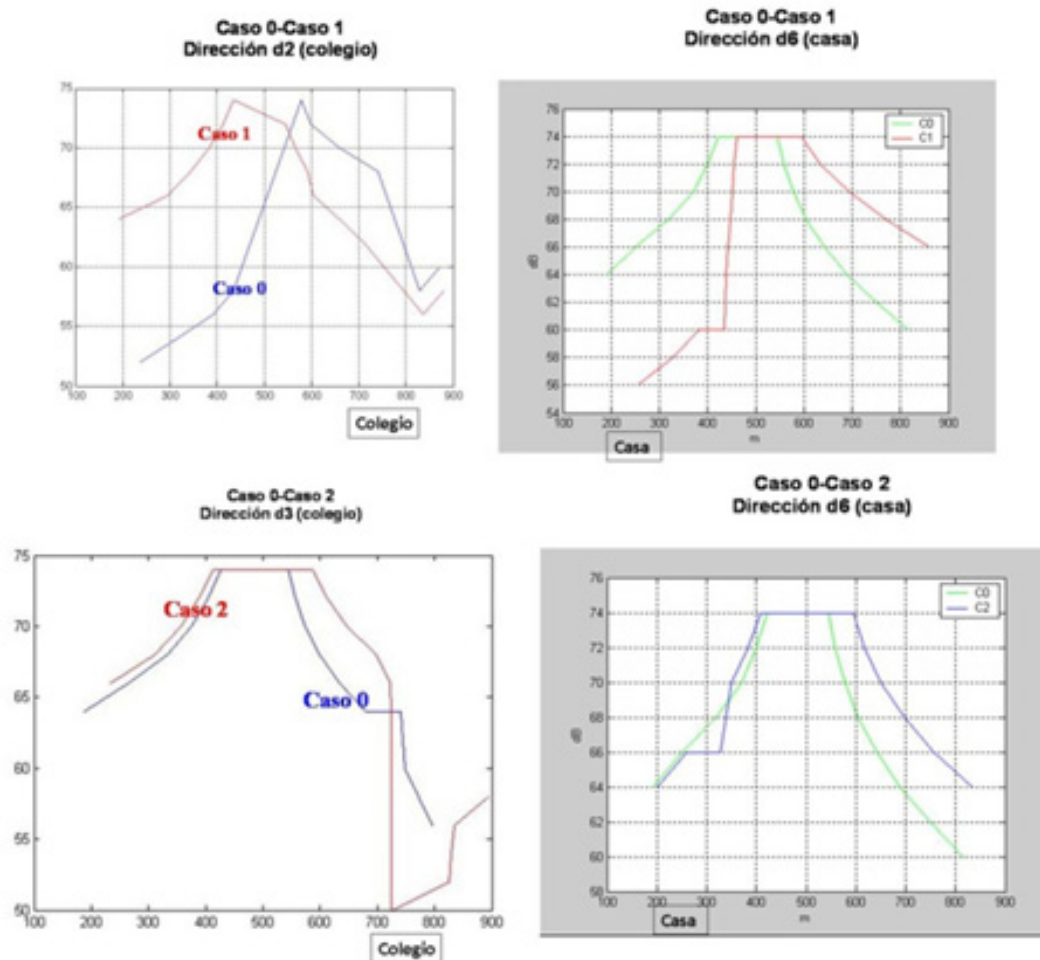 Caso 0-Caso 1
Dirección d2 (colegio)
75
70
65
60
55
50
Caso 1
Caso 0
100 200 300 400 500 600 700 800 900
Colegio
Caso 0-Caso 1
Dirección d6 (casa)
76
74
72
70
68
66
64
62
60
58
56
54
dB
C0
C1
100 200 300 400 500 600 700 800 900
m
Casa
Caso 0-Caso 2
Dirección d3 (colegio)
75
70
65
60
55
50
Caso 2
Caso 0
100 200 300 400 500 600 700 800 900
Colegio
Caso 0-Caso 2
Dirección d6 (casa)
76
74
72
70
68
66
64
62
60
58
dB
C0
C2
100 200 300 400 500 600 700 800 900
m
Casa